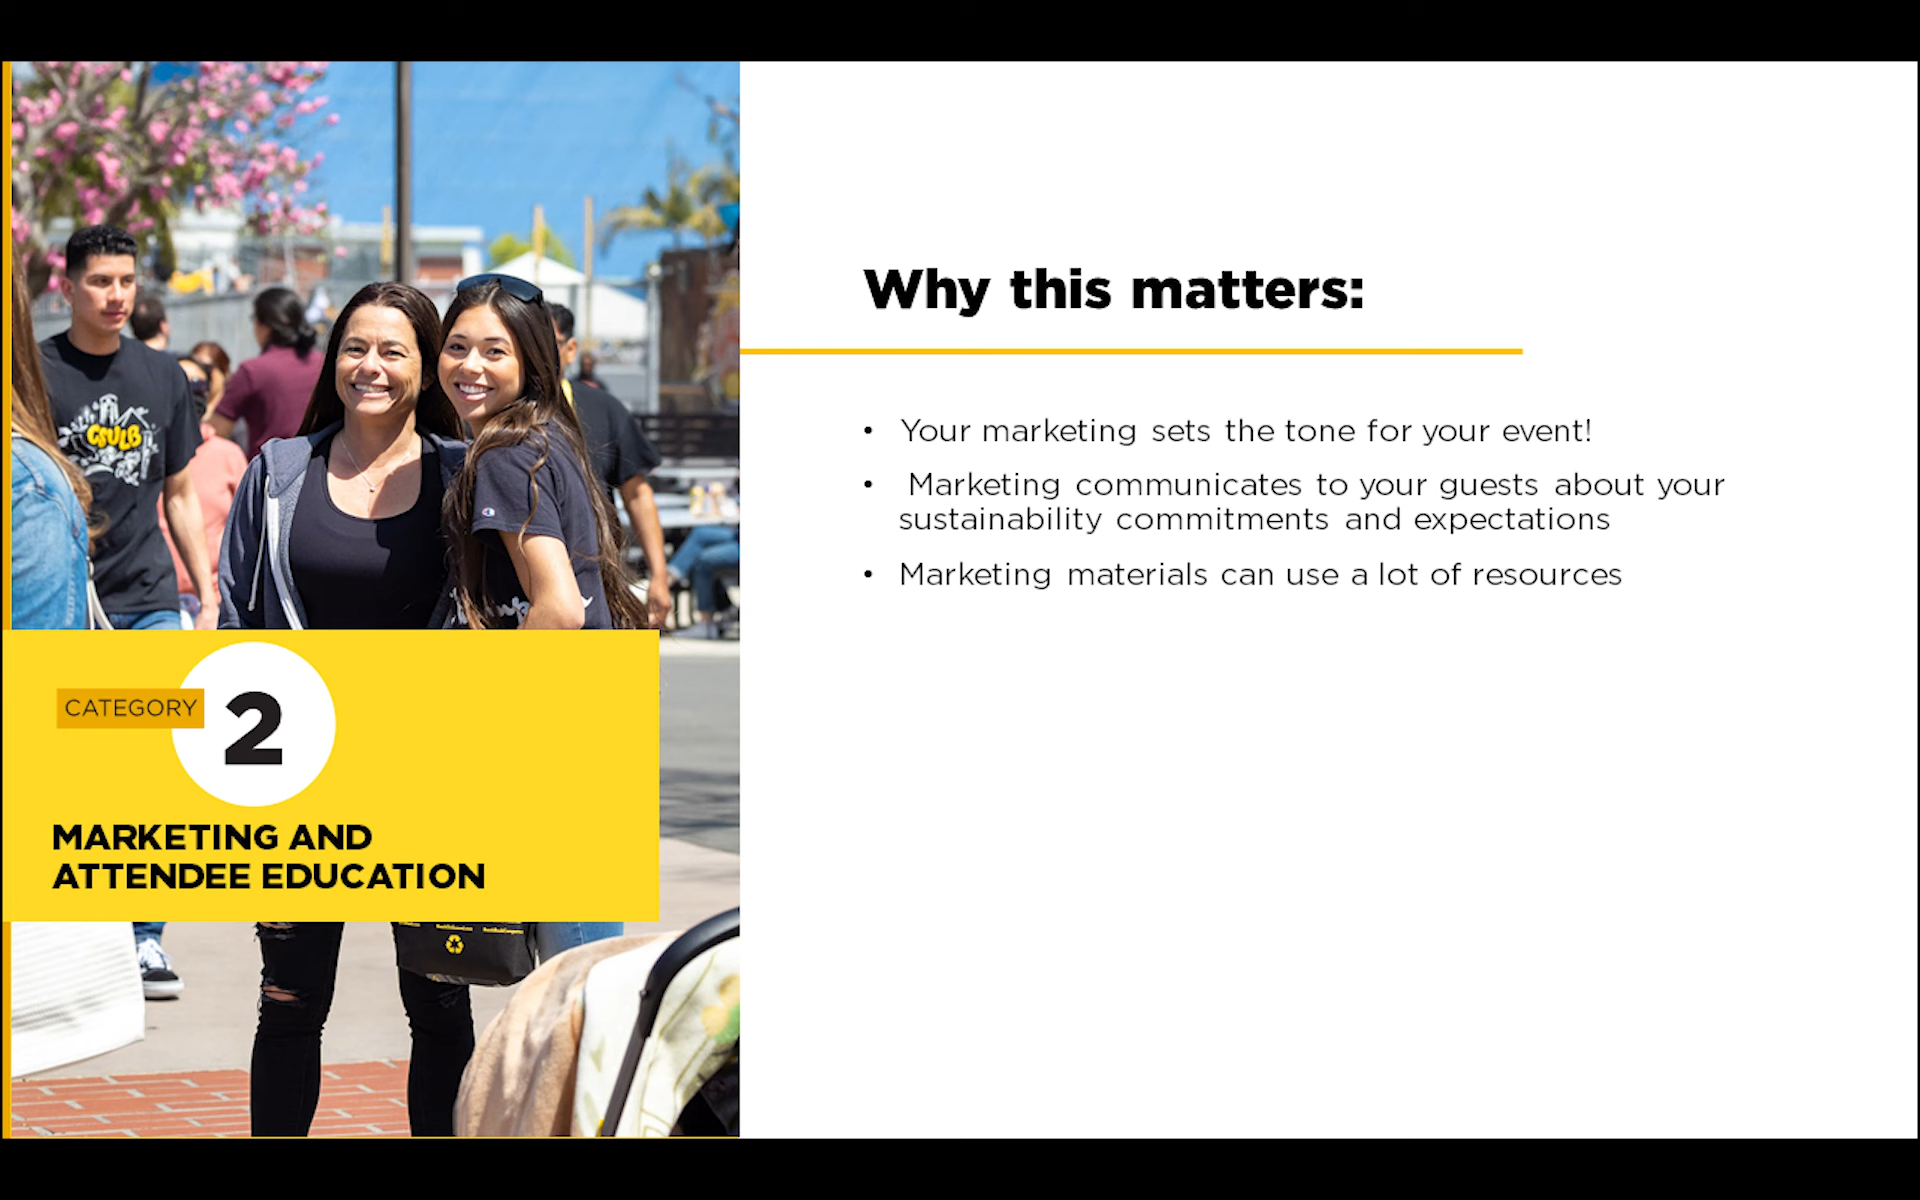 CSULB
CATEGORY
2
MARKETING AND
ATTENDEE EDUCATION
Why this matters:
• Your marketing sets the tone for your event!
• Marketing communicates to your guests about your
sustainability commitments and expectations
• Marketing materials can use a lot of resources